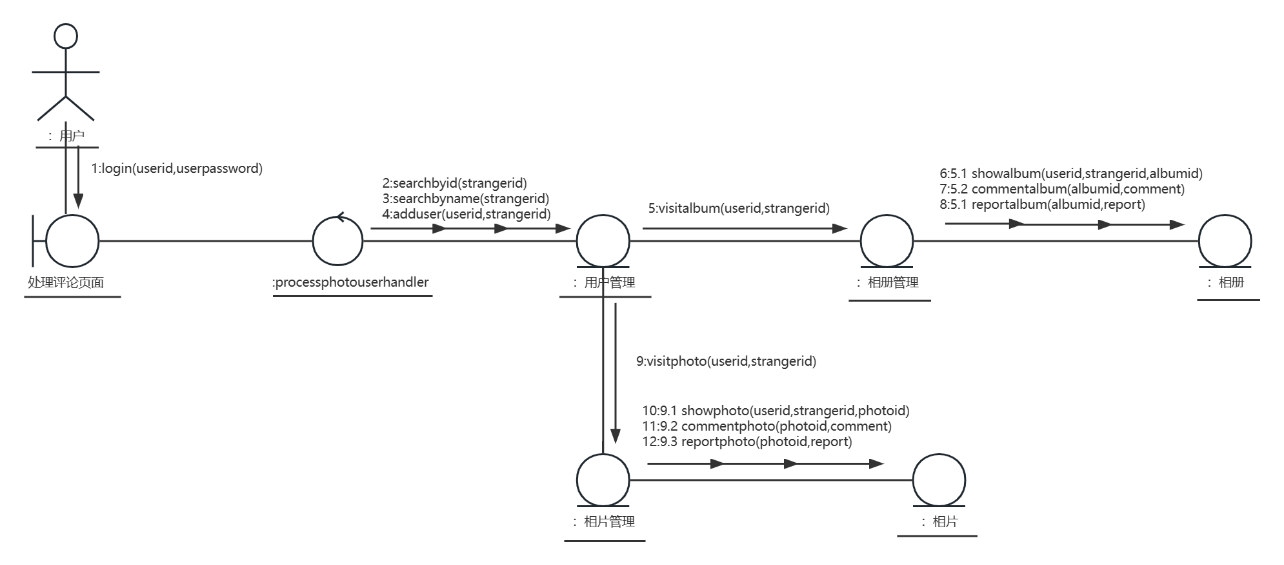 ： 用户
1:login(userid,userpassword)
处理评论页面
:processphotouserhandler
2:searchbyid(strangerid)
3:searchbyname(strangerid)
4:adduser(userid,strangerid)
： 用户管理
5:visitalbum(userid,strangerid)
： 相册管理
6:5.1 showalbum(userid,strangerid,albumid)
7:5.2 commentalbum(albumid,comment)
8:5.1 reportalbum(albumid,report)
： 相册
9:visitphoto(userid,strangerid)
10:9.1 showphoto(userid,strangerid,photoid)
11:9.2 commentphoto(photoid,comment)
12:9.3 reportphoto(photoid,report)
： 相片管理
： 相片